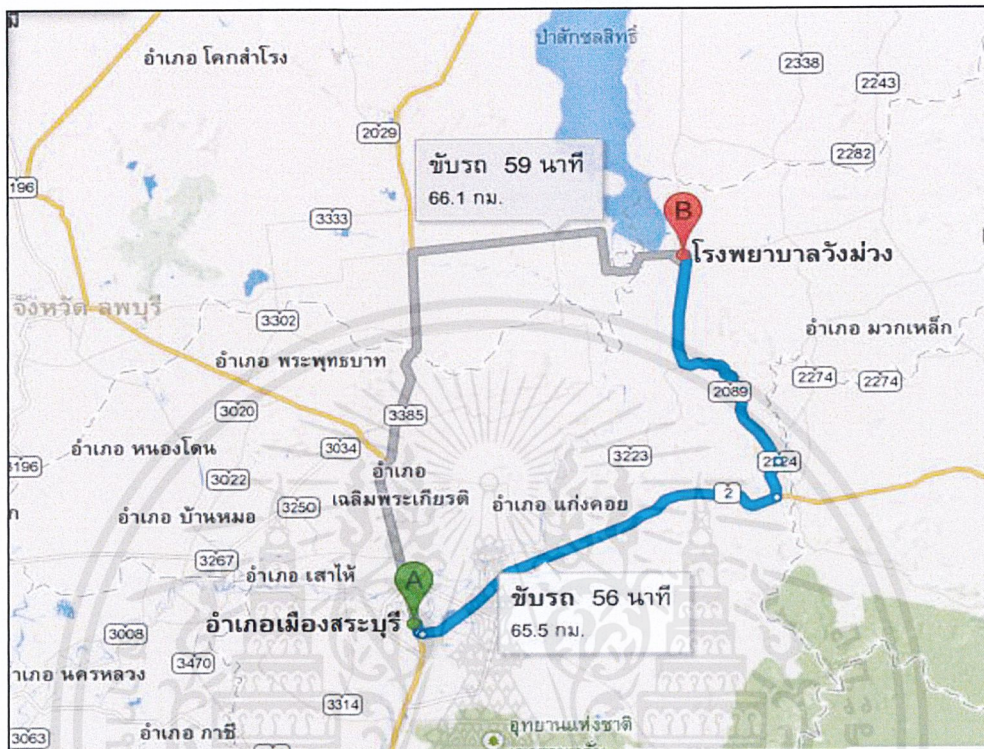 ป่าสักชลสิทธิ์
อำเภอ โคกสำโรง
2338
2243
2029
2282
ขับรถ 59 นาที
66.1 กม.
196
3333
B
โรงพยาบาลวังม่วง
จังหวัด ลพบุรี
3302
อำเภอ มวกเหล็ก
อำเภอ พระพุทธบาท
2274
2274
2089
3020
3385
อำเภอ หนองโดน
3034
3223
3196
อำเภอ
เฉลิมพระเกียรติ
3022
2
3250
อำเภอ แก่งคอย
อำเภอ บ้านหมอ
3267
อำเภอ เสาไห้
A
ขับรถ 56 นาที
65.5 กม.
อำเภอเมืองสระบุรี
3008
3470
าเภอ นครหลวง
3314
อำเภอ ภาชี
3063
อุทยานแห่งชาติ